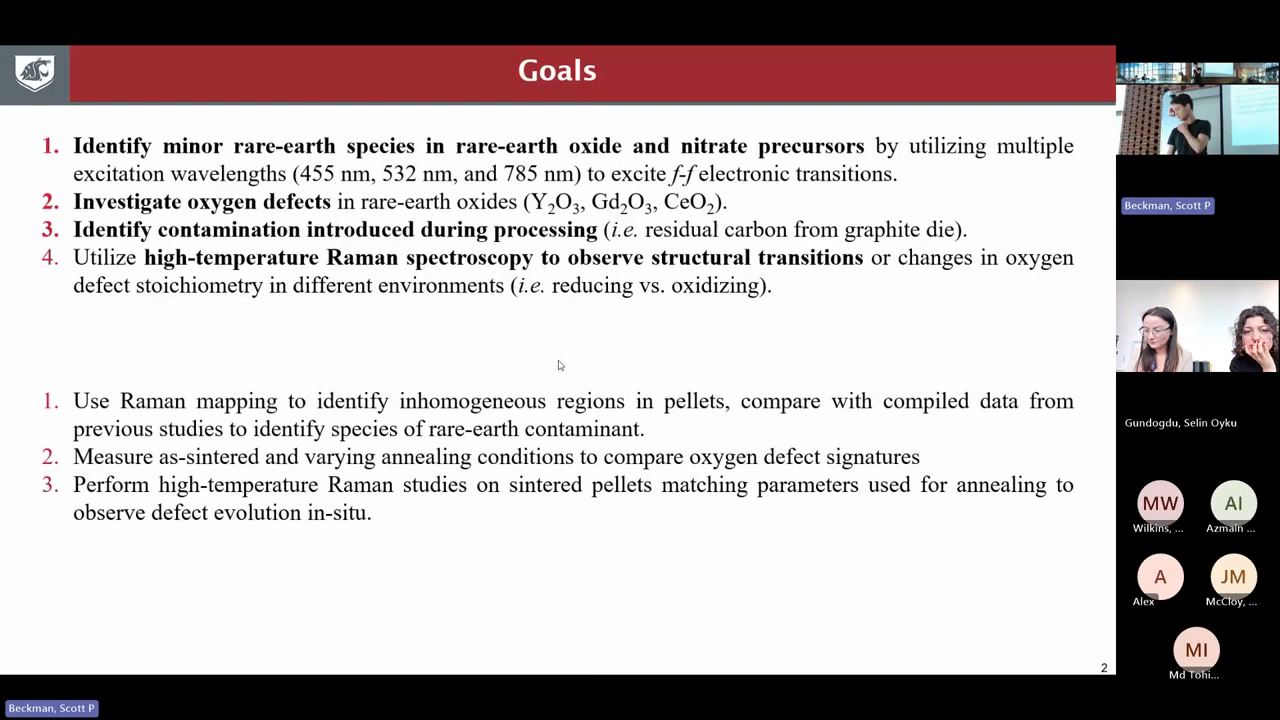 Goals
1. Identify minor rare-earth species in rare-earth oxide and nitrate precursors by utilizing multiple
excitation wavelengths (455 nm, 532 nm, and 785 nm) to excite f-f electronic transitions.
2. Investigate oxygen defects in rare-earth oxides (Y2O3, Gd2O3, CeO2).
3. Identify contamination introduced during processing (i.e. residual carbon from graphite die).
4. Utilize high-temperature Raman spectroscopy to observe structural transitions or changes in oxygen
defect stoichiometry in different environments (i.e. reducing vs. oxidizing).
1. Use Raman mapping to identify inhomogeneous regions in pellets, compare with compiled data from
previous studies to identify species of rare-earth contaminant.
2. Measure as-sintered and varying annealing conditions to compare oxygen defect signatures
3. Perform high-temperature Raman studies on sintered pellets matching parameters used for annealing to
observe defect evolution in-situ.
2
Beckman, Scott P
Gundogdu, Selin Oyku
MW
Wilkins, ...
AI
Azmain ...
A
Alex
JM
McCloy, ...
MI
Md Tohi...
Beckman, Scott P